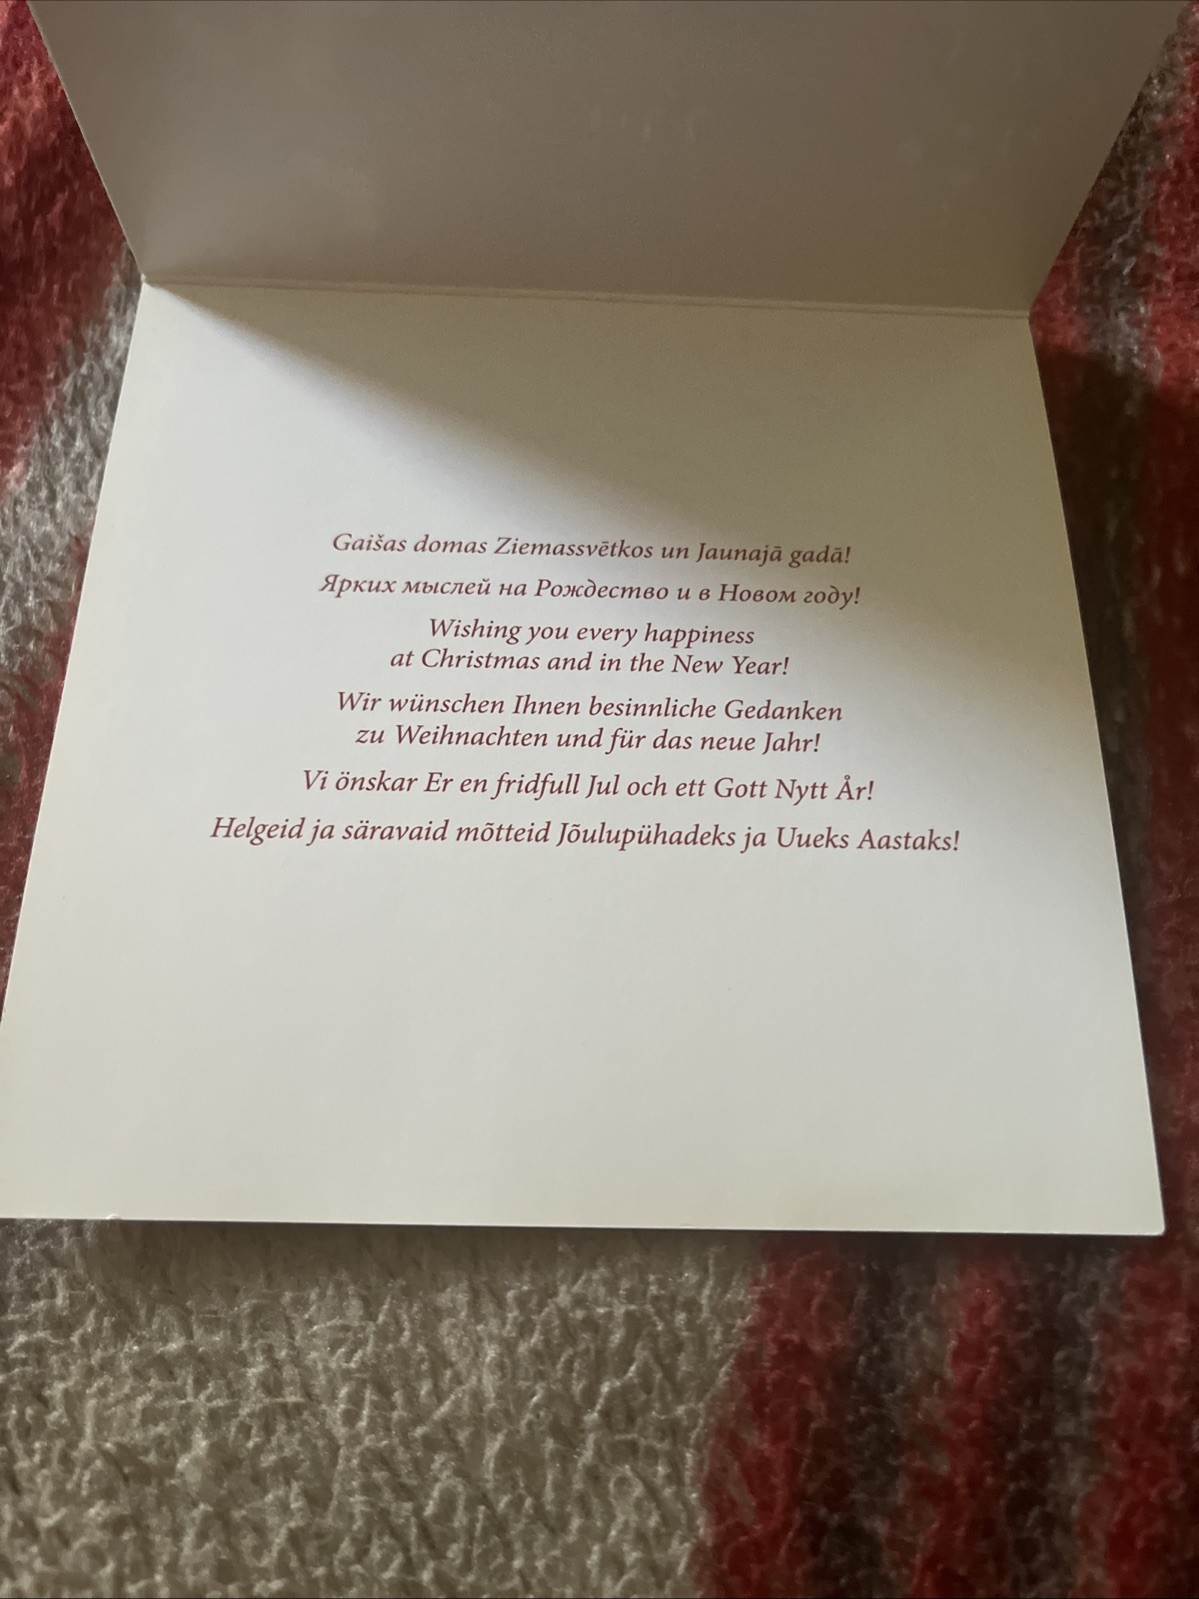 Gaišas domas Ziemassvētkos un Jaunajā gadā!
Ярких мыслей на Рождество и в Новом году!
Wishing you every happiness
at Christmas and in the New Year!
Wir wünschen Ihnen besinnliche Gedanken
zu Weihnachten und für das neue Jahr!
Vi önskar Er en fridfull Jul och ett Gott Nytt År!
Helgeid ja säravaid mõtteid Jõulupühadeks ja Uueks Aastaks!